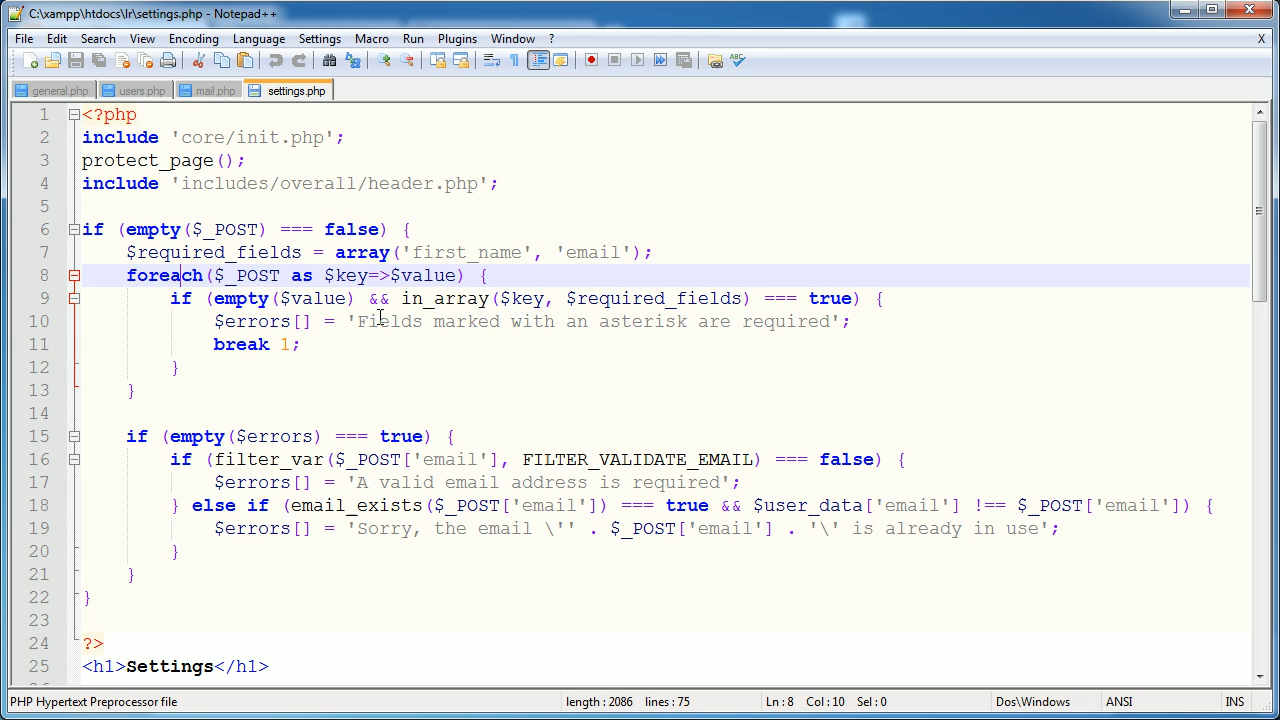 C:\xampp\htdocs\lr\settings.php - Notepad++
File Edit Search View Encoding Language Settings Macro Run Plugins Window ? X
general.php users.php mail.php settings.php
1 <?php
2 include 'core/init.php';
3 protect_page();
4 include 'includes/overall/header.php';
5
6 if (empty($_POST) === false) {
7 $required_fields = array('first_name', 'email');
8 foreach($_POST as $key=>$value) {
9 if (empty($value) && in_array($key, $required_fields) === true) {
10 $errors[] = 'Fields marked with an asterisk are required';
11 break 1;
12 }
13 }
14
15 if (empty($errors) === true) {
16 if (filter_var($_POST['email'], FILTER_VALIDATE_EMAIL) === false) {
17 $errors[] = 'A valid email address is required';
18 } else if (email_exists($_POST['email']) === true && $user_data['email'] !== $_POST['email']) {
19 $errors[] = 'Sorry, the email \'' . $_POST['email'] . '\' is already in use';
20 }
21 }
22 }
23
24 ?>
25 <h1>Settings</h1>
PHP Hypertext Preprocessor file length : 2086 lines : 75 Ln : 8 Col : 10 Sel : 0 Dos\Windows ANSI INS